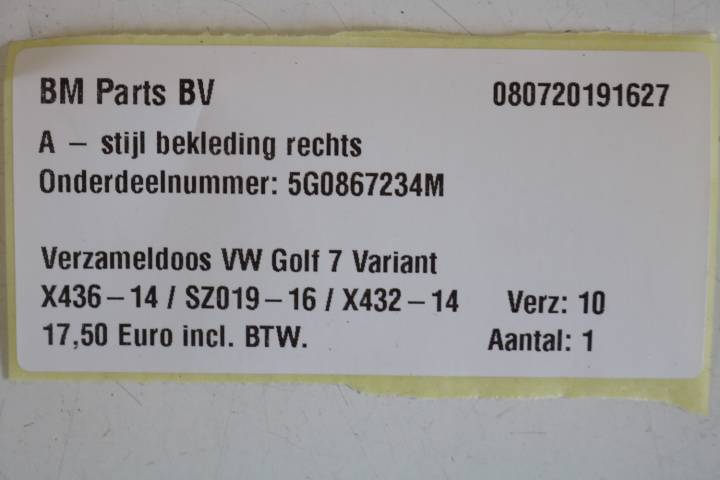 BM Parts BV 080720191627
A – stijl bekleding rechts
Onderdeelnummer: 5G0867234M
Verzameldoos VW Golf 7 Variant
X436 – 14 / SZ019 – 16 / X432 – 14 Verz: 10
17,50 Euro incl. BTW. Aantal: 1